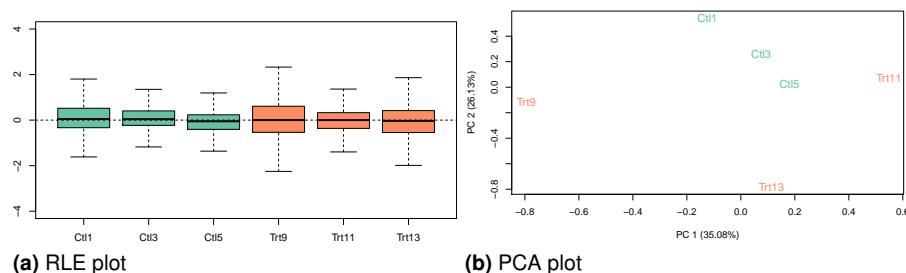 4
2
0
−2
−4
Ctl1 Ctl3 Ctl5 Trt9 Trt11 Trt13
(a) RLE plot
PC 2 (26.13%)
0.4
0.2
0.0
−0.4
−0.8
Ctl1
Ctl3
Ctl5
Trt11
Trt9
Trt13
−0.8 −0.6 −0.4 −0.2 0.0 0.2 0.4 0.6
PC 1 (35.08%)
(b) PCA plot